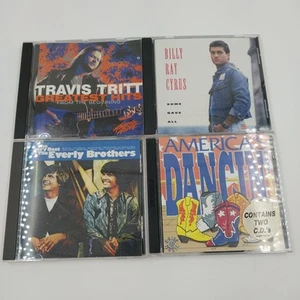 TRAVIS TRITT
GREATEST HITS
FROM THE BEGINNING
BILLY
RAY
CYRUS
SOME
GAVE
ALL
Best
Everly Brothers
AMERICA
DANCIN
CONTAINS
TWO
C.D.'s